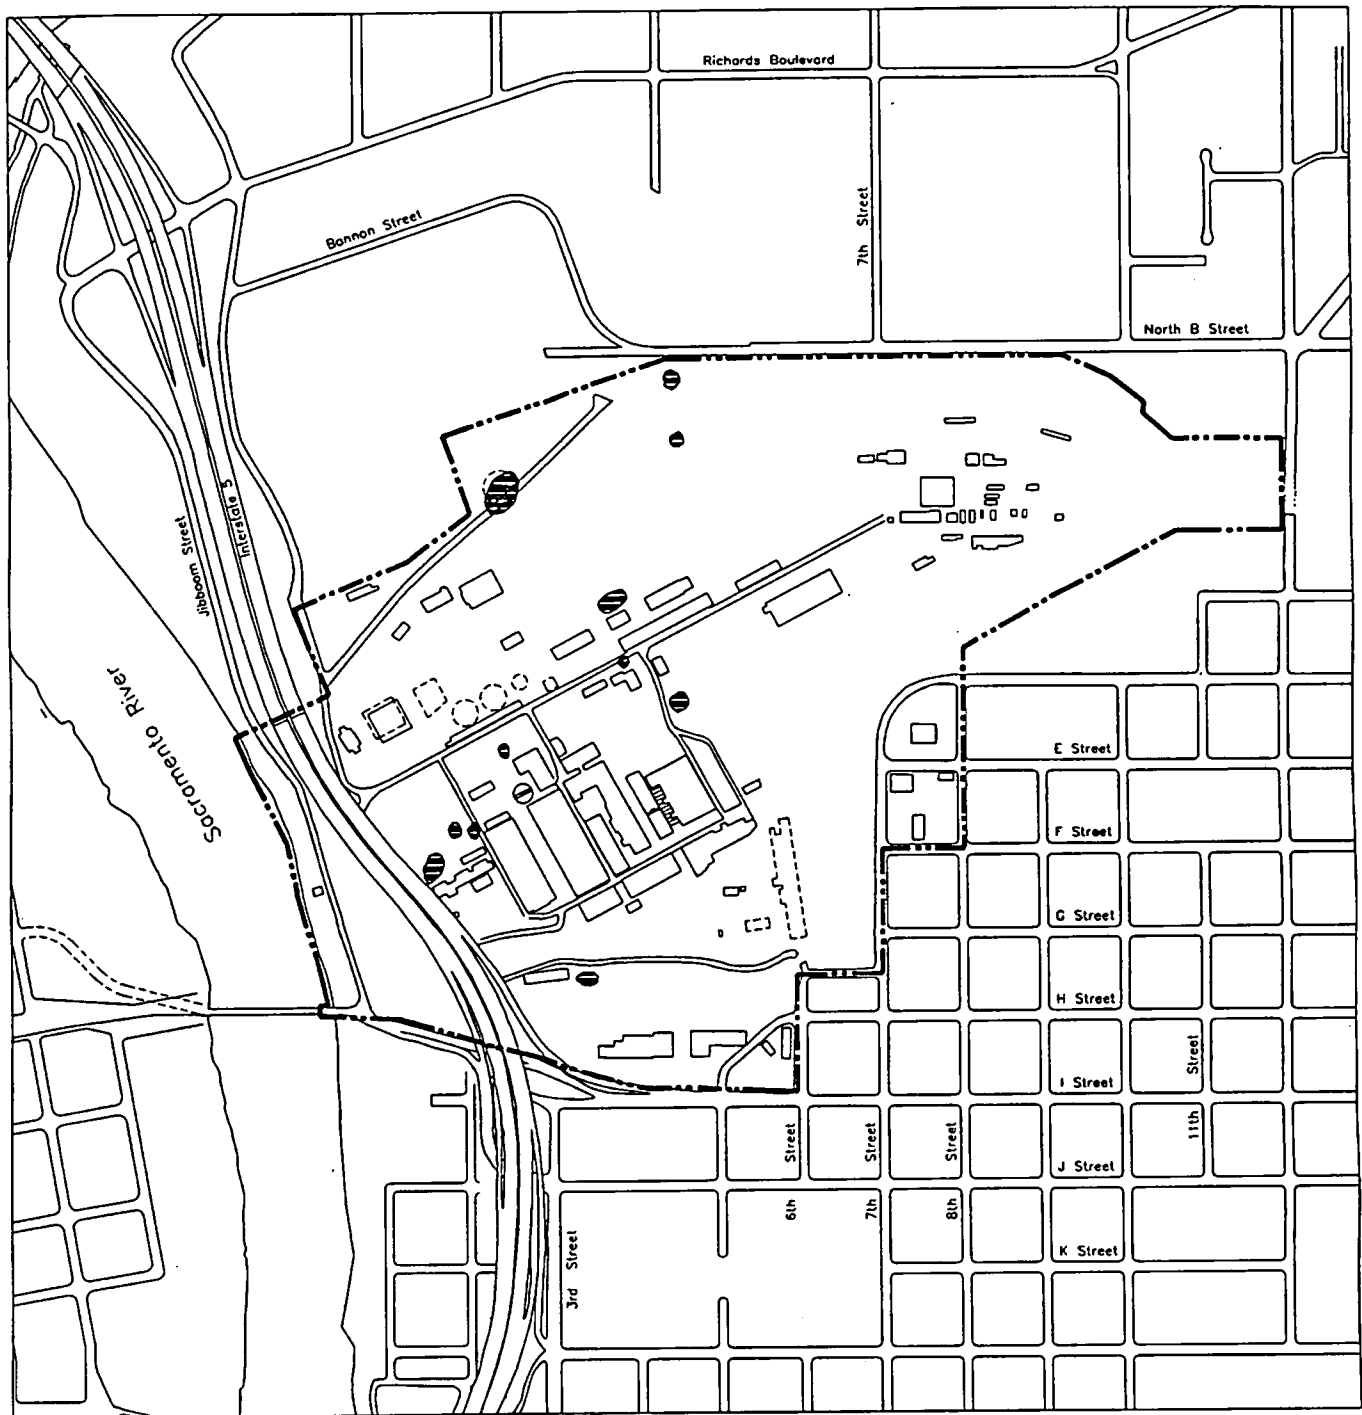 Richards Boulevard
7th Street
Bannon Street
North B Street
Jibboom Street
Interstate 5
Sacramento River
E Street
F Street
G Street
H Street
I Street
11th Street
J Street
6th Street
7th Street
8th Street
K Street
3rd Street